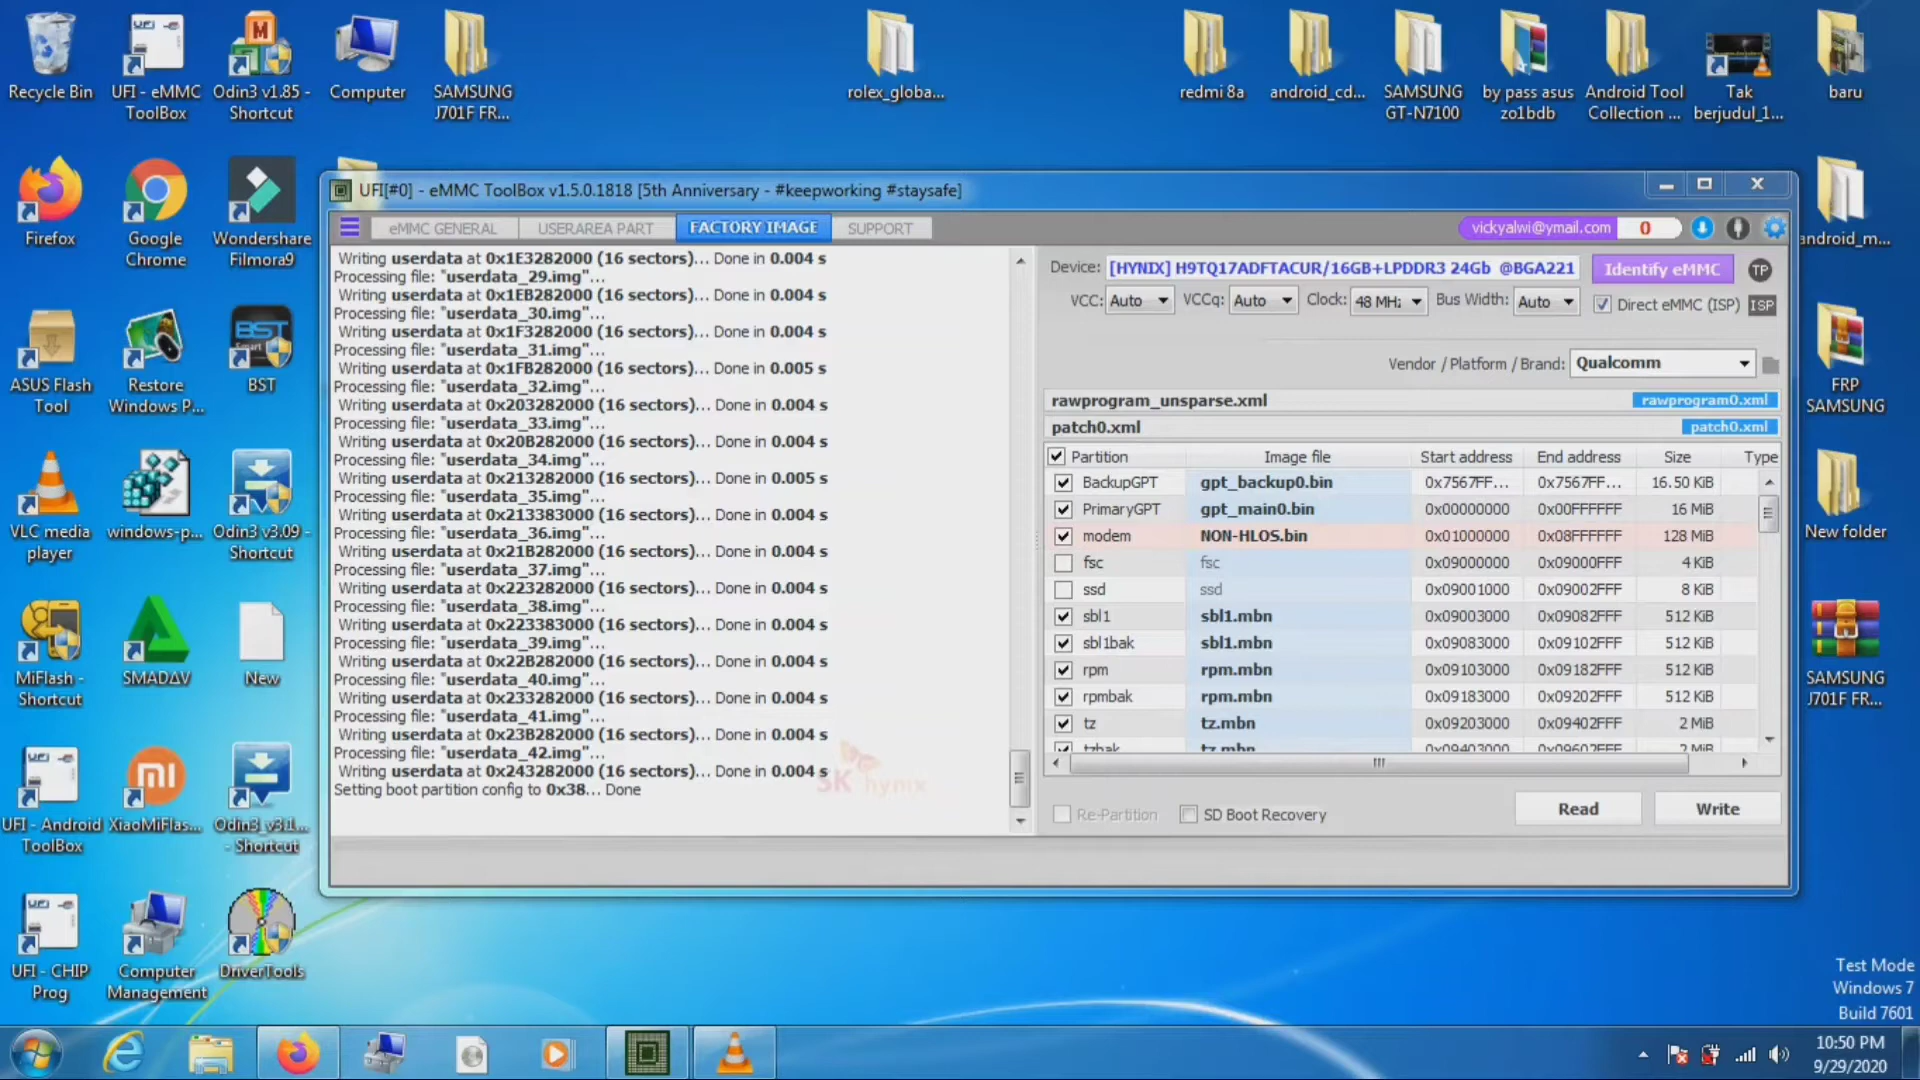 Recycle Bin
UFI - eMMC
ToolBox
Odin3 v1.85 -
Shortcut
Computer
SAMSUNG
J701F FR...
rolex_globa...
redmi 8a
android_cd...
SAMSUNG
GT-N7100
by pass asus
zo1bdb
Android Tool
Collection ...
Tak
berjudul_1...
baru
Firefox
Google
Chrome
Wondershare
Filmora9
ASUS Flash
Tool
Restore
Windows P...
BST
VLC media
player
windows-p...
Odin3 v3.09 -
Shortcut
MiFlash -
Shortcut
SMADΔV
New
UFI - Android
ToolBox
XiaoMiFlas...
Odin3_v3.1...
- Shortcut
UFI - CHIP
Prog
Computer
Management
DriverTools
UFI[#0] - eMMC ToolBox v1.5.0.1818 [5th Anniversary - #keepworking #staysafe]
eMMC GENERAL
USERAREA PART
FACTORY IMAGE
SUPPORT
vickyalwi@ymail.com
0
Writing userdata at 0x1E3282000 (16 sectors)... Done in 0.004 s
Processing file: "userdata_29.img"...
Writing userdata at 0x1EB282000 (16 sectors)... Done in 0.004 s
Processing file: "userdata_30.img"...
Writing userdata at 0x1F3282000 (16 sectors)... Done in 0.004 s
Processing file: "userdata_31.img"...
Writing userdata at 0x1FB282000 (16 sectors)... Done in 0.005 s
Processing file: "userdata_32.img"...
Writing userdata at 0x203282000 (16 sectors)... Done in 0.004 s
Processing file: "userdata_33.img"...
Writing userdata at 0x20B282000 (16 sectors)... Done in 0.004 s
Processing file: "userdata_34.img"...
Writing userdata at 0x213282000 (16 sectors)... Done in 0.005 s
Processing file: "userdata_35.img"...
Writing userdata at 0x213383000 (16 sectors)... Done in 0.004 s
Processing file: "userdata_36.img"...
Writing userdata at 0x21B282000 (16 sectors)... Done in 0.004 s
Processing file: "userdata_37.img"...
Writing userdata at 0x223282000 (16 sectors)... Done in 0.004 s
Processing file: "userdata_38.img"...
Writing userdata at 0x223383000 (16 sectors)... Done in 0.004 s
Processing file: "userdata_39.img"...
Writing userdata at 0x22B282000 (16 sectors)... Done in 0.004 s
Processing file: "userdata_40.img"...
Writing userdata at 0x233282000 (16 sectors)... Done in 0.004 s
Processing file: "userdata_41.img"...
Writing userdata at 0x23B282000 (16 sectors)... Done in 0.004 s
Processing file: "userdata_42.img"...
Writing userdata at 0x243282000 (16 sectors)... Done in 0.004 s
Setting boot partition config to 0x38... Done
SK hynix
Device: [HYNIX] H9TQ17ADFTACUR/16GB+LPDDR3 24Gb @BGA221
Identify eMMC
TP
VCC: Auto VCCq: Auto Clock: 48 MHz Bus Width: Auto
Direct eMMC (ISP)
ISP
Vendor / Platform / Brand: Qualcomm
rawprogram_unsparse.xml
rawprogram0.xml
patch0.xml
patch0.xml
Partition Image file Start address End address Size Type
BackupGPT gpt_backup0.bin 0x7567FF... 0x7567FF... 16.50 KiB
PrimaryGPT gpt_main0.bin 0x00000000 0x00FFFFFF 16 MiB
modem NON-HLOS.bin 0x01000000 0x08FFFFFF 128 MiB
fsc fsc 0x09000000 0x09000FFF 4 KiB
ssd ssd 0x09001000 0x09002FFF 8 KiB
sbl1 sbl1.mbn 0x09003000 0x09082FFF 512 KiB
sbl1bak sbl1.mbn 0x09083000 0x09102FFF 512 KiB
rpm rpm.mbn 0x09103000 0x09182FFF 512 KiB
rpmbak rpm.mbn 0x09183000 0x09202FFF 512 KiB
tz tz.mbn 0x09203000 0x09402FFF 2 MiB
tzbak tz.mbn 0x09403000 0x09602FFF 2 MiB
Re-Partition
SD Boot Recovery
Read
Write
android_m...
FRP
SAMSUNG
New folder
SAMSUNG
J701F FR...
Test Mode
Windows 7
Build 7601
10:50 PM
9/29/2020